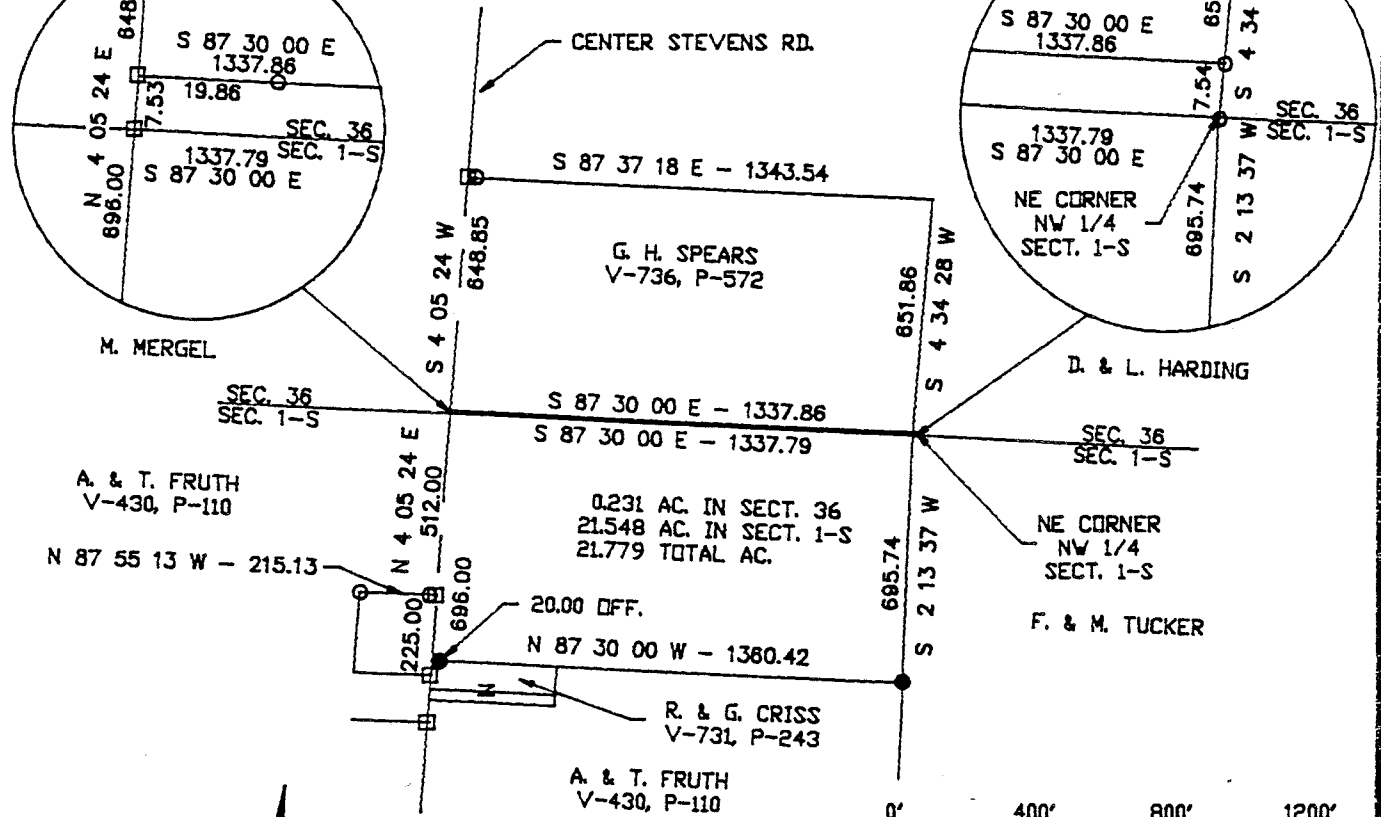 648
S 87 30 00 E
1337.86
19.86
7.53
N 4 05 24 E
696.00
SEC. 36
SEC. 1-S
1337.79
S 87 30 00 E
CENTER STEVENS RD.
S 87 30 00 E
1337.86
65
S 4 34
7.54
SEC. 36
SEC. 1-S
1337.79
S 87 30 00 E
NE CORNER
NW 1/4
SECT. 1-S
695.74
S 2 13 37 W
S 87 37 18 E - 1343.54
S 4 05 24 W
648.85
G. H. SPEARS
V-736, P-572
651.86
S 4 34 28 W
M. MERGEL
D. & L. HARDING
SEC. 36
SEC. 1-S
S 87 30 00 E - 1337.86
S 87 30 00 E - 1337.79
SEC. 36
SEC. 1-S
A. & T. FRUTH
V-430, P-110
N 4 05 24 E
512.00
0.231 AC. IN SECT. 36
21.548 AC. IN SECT. 1-S
21.779 TOTAL AC.
695.74
S 2 13 37 W
NE CORNER
NW 1/4
SECT. 1-S
N 87 55 13 W - 215.13
225.00
696.00
20.00 OFF.
F. & M. TUCKER
N 87 30 00 W - 1360.42
R. & G. CRISS
V-731, P-243
A. & T. FRUTH
V-430, P-110
0' 400' 800' 1200'